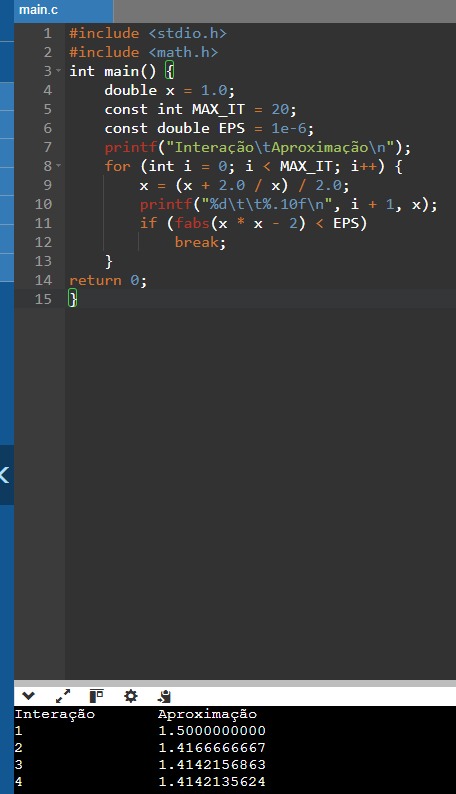 main.c
1 #include <stdio.h>
2 #include <math.h>
3 int main() {
4     double x = 1.0;
5     const int MAX_IT = 20;
6     const double EPS = 1e-6;
7     printf("Interação\tAproximação\n");
8     for (int i = 0; i < MAX_IT; i++) {
9         x = (x + 2.0 / x) / 2.0;
10         printf("%d\t\t%.10f\n", i + 1, x);
11         if (fabs(x * x - 2) < EPS)
12             break;
13     }
14 return 0;
15 }
Interação Aproximação
1 1.5000000000
2 1.4166666667
3 1.4142156863
4 1.4142135624